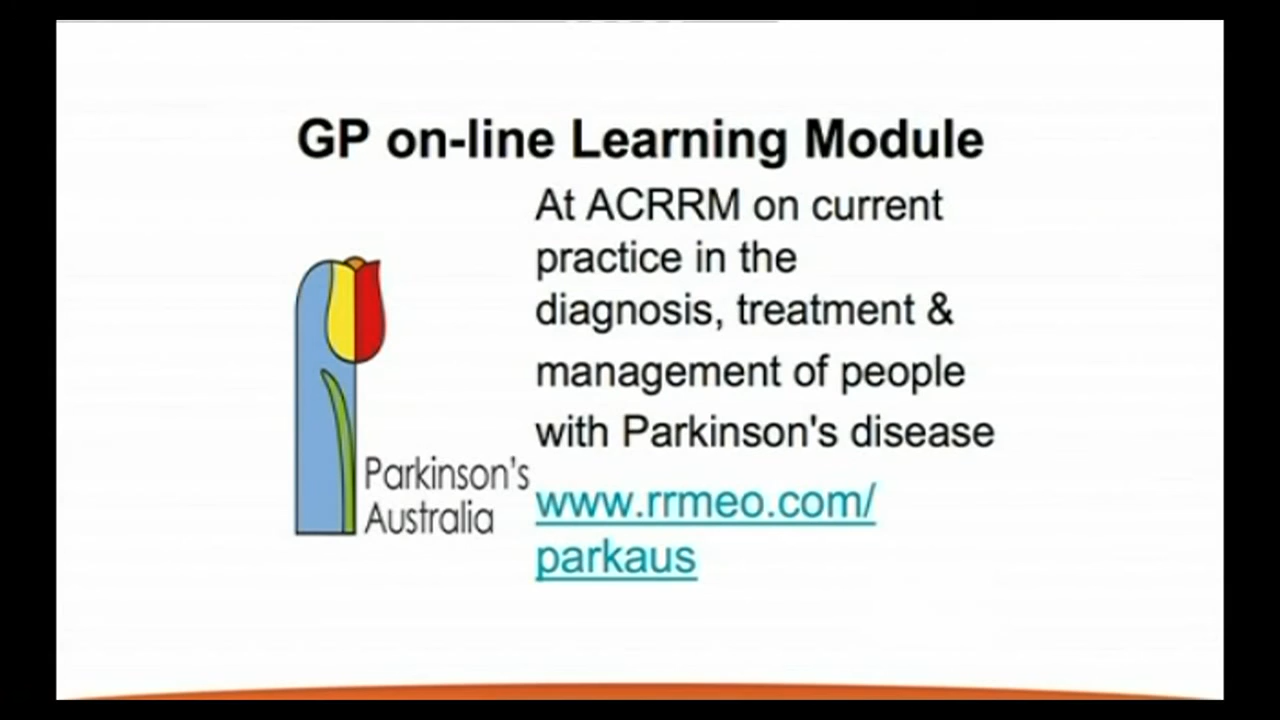 GP on-line Learning Module
At ACRRM on current
practice in the
diagnosis, treatment &
management of people
with Parkinson's disease
Parkinson's
Australia
www.rrmeo.com/
parkaus